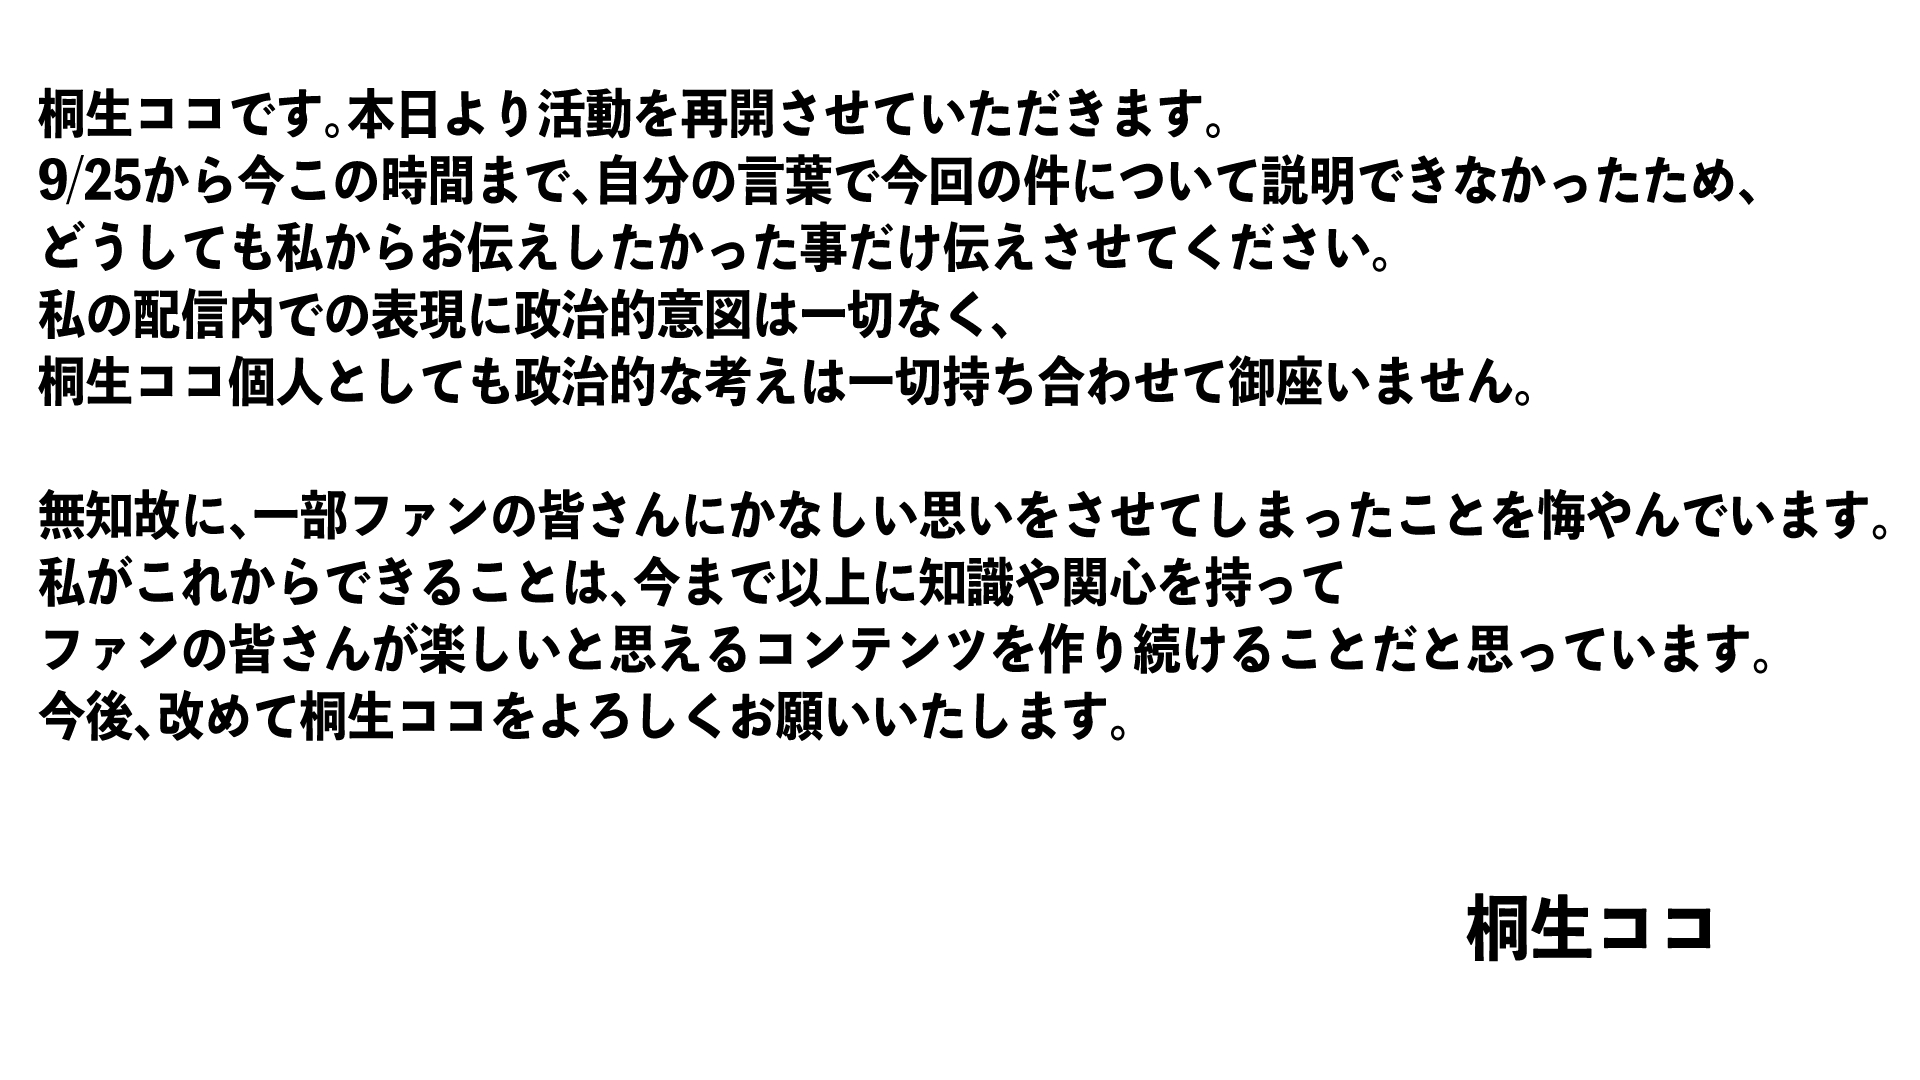 桐生ココです。本日より活動を再開させていただきます。
9/25から今この時間まで、自分の言葉で今回の件について説明できなかったため、
どうしても私からお伝えしたかった事だけ伝えさせてください。
私の配信内での表現に政治的意図は一切なく、
桐生ココ個人としても政治的な考えは一切持ち合わせて御座いません。
無知故に、一部ファンの皆さんにかなしい思いをさせてしまったことを悔やんでいます。
私がこれからできることは、今まで以上に知識や関心を持って
ファンの皆さんが楽しいと思えるコンテンツを作り続けることだと思っています。
今後、改めて桐生ココをよろしくお願いいたします。
桐生ココ